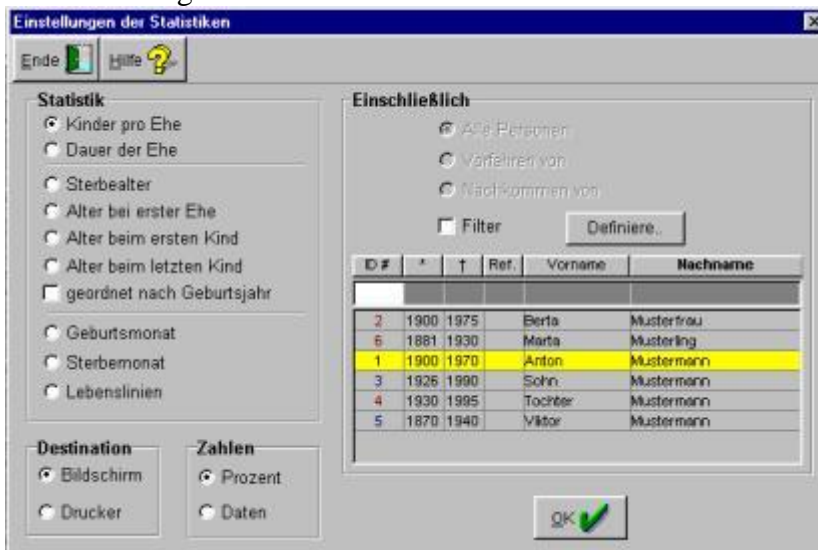 Einstellungen der Statistiken
Ende Hilfe
Statistik
Kinder pro Ehe
Dauer der Ehe
Sterbealter
Alter bei erster Ehe
Alter beim ersten Kind
Alter beim letzten Kind
geordnet nach Geburtsjahr
Geburtsmonat
Sterbemonat
Lebenslinien
Destination
Bildschirm
Drucker
Zahlen
Prozent
Daten
Einschließlich
Alle Personen
Vorfahren von
Nachkommen von
Filter Definiere..
ID # * † Ref. Vorname Nachname
2 1900 1975 Berta Musterfrau
6 1881 1930 Marta Musterling
1 1900 1970 Anton Mustermann
3 1926 1990 Sohn Mustermann
4 1930 1995 Tochter Mustermann
5 1870 1940 Viktor Mustermann
OK